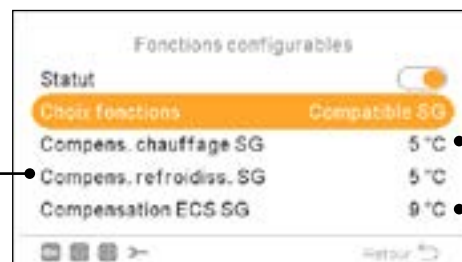 Fonctions configurables
Statut
Choix fonctions Compatible SG
Compens. chauffage SG 5 °C
Compens. refroidiss. SG 5 °C
Compensation ECS SG 9 °C
Retour